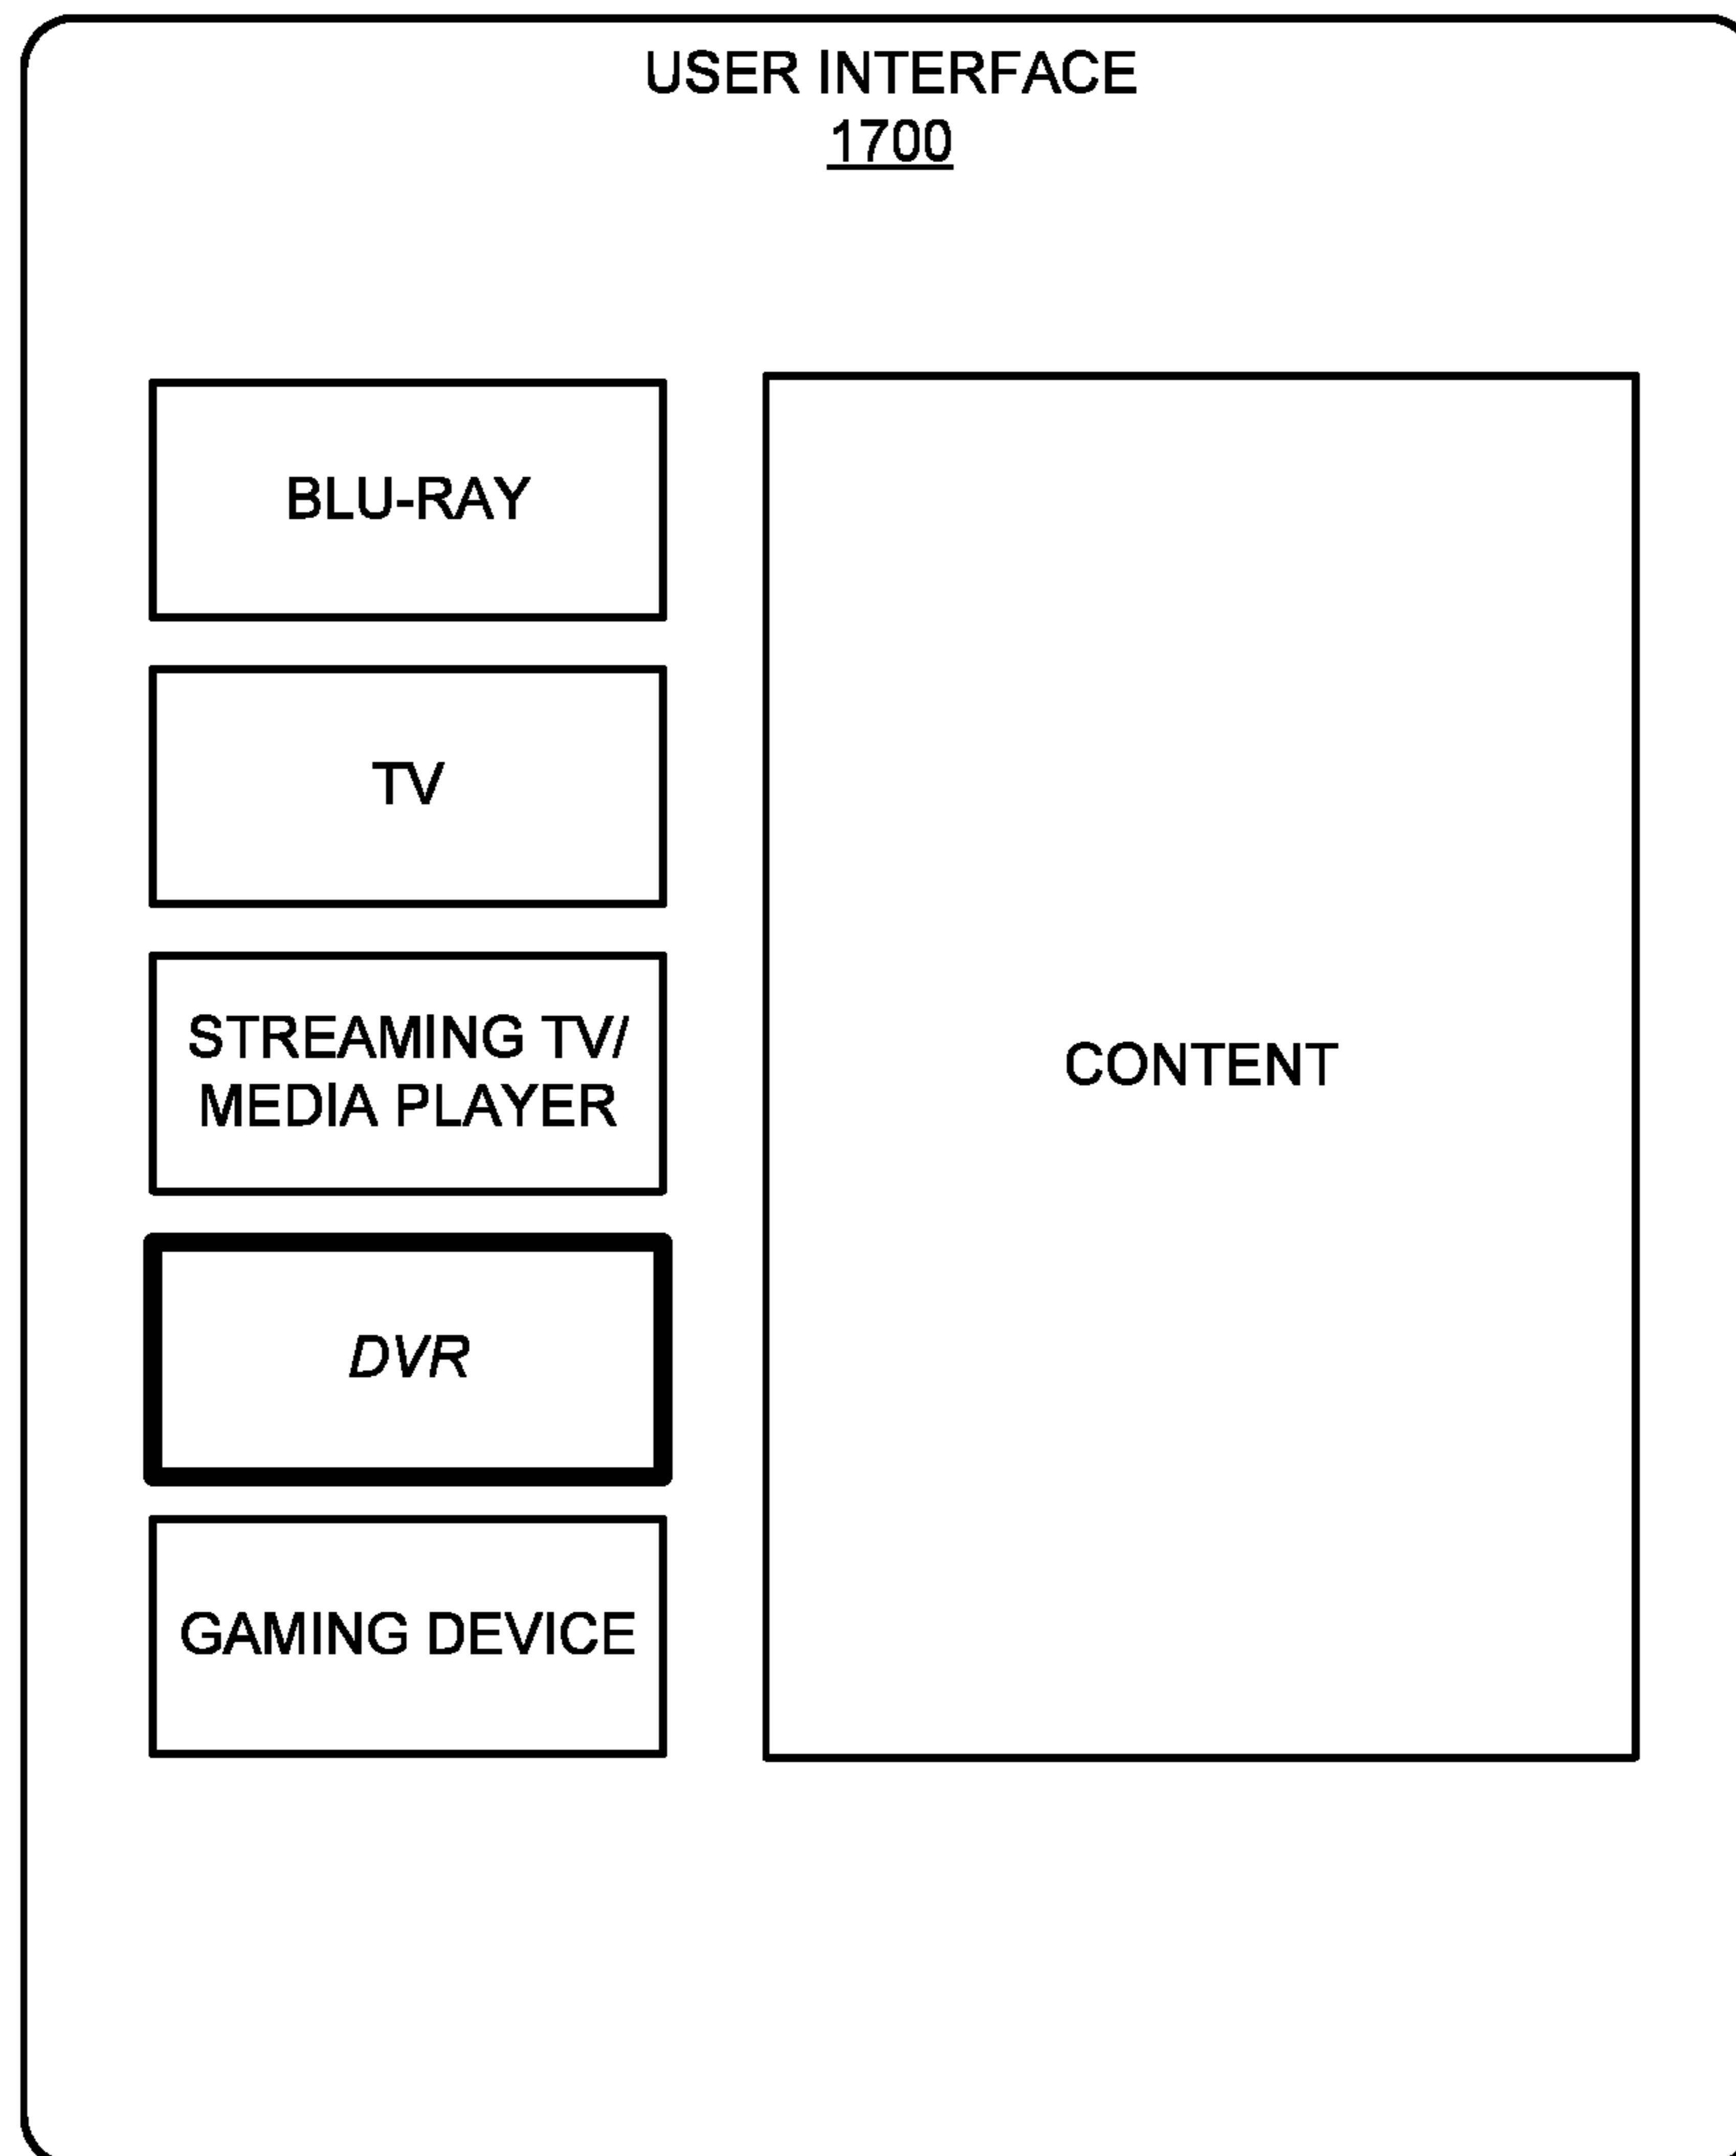 USER INTERFACE
1700
BLU-RAY
TV
STREAMING TV/
MEDIA PLAYER
DVR
GAMING DEVICE
CONTENT